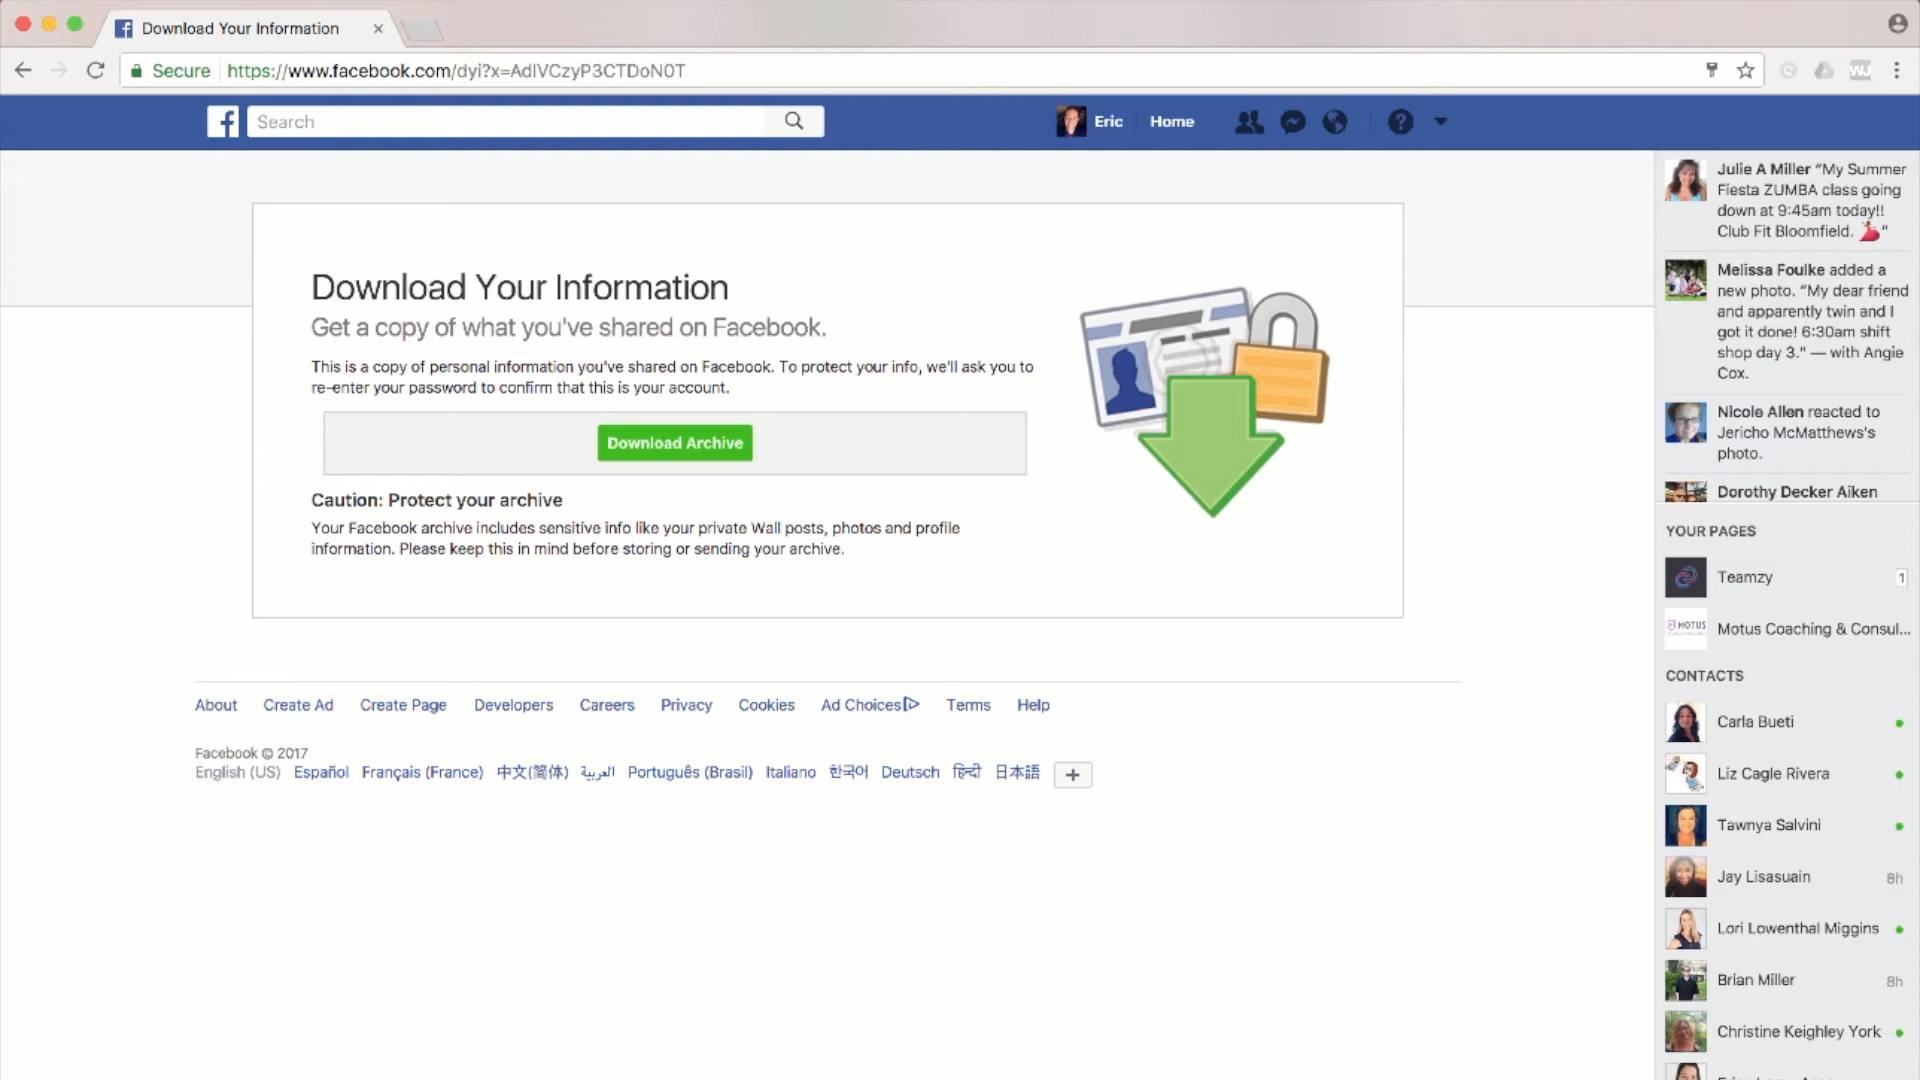 Download Your Information
Secure
https://www.facebook.com/dyi?x=AdIVCzyP3CTDoN0T
Search
Eric
Home
Download Your Information
Get a copy of what you've shared on Facebook.
This is a copy of personal information you've shared on Facebook. To protect your info, we'll ask you to
re-enter your password to confirm that this is your account.
Download Archive
Caution: Protect your archive
Your Facebook archive includes sensitive info like your private Wall posts, photos and profile
information. Please keep this in mind before storing or sending your archive.
About Create Ad Create Page Developers Careers Privacy Cookies Ad Choices Terms Help
Facebook © 2017
English (US) Español Français (France) 中文(简体) العربية Português (Brasil) Italiano 한국어 Deutsch हिन्दी 日本語
Julie A Miller “My Summer
Fiesta ZUMBA class going
down at 9:45am today!!
Club Fit Bloomfield. 💃“
Melissa Foulke added a
new photo. “My dear friend
and apparently twin and I
got it done! 6:30am shift
shop day 3.” — with Angie
Cox.
Nicole Allen reacted to
Jericho McMatthews's
photo.
Dorothy Decker Aiken
YOUR PAGES
Teamzy 1
MOTUS
Motus Coaching & Consul...
CONTACTS
Carla Bueti
Liz Cagle Rivera
Tawnya Salvini
Jay Lisasuain 8h
Lori Lowenthal Miggins
Brian Miller 8h
Christine Keighley York